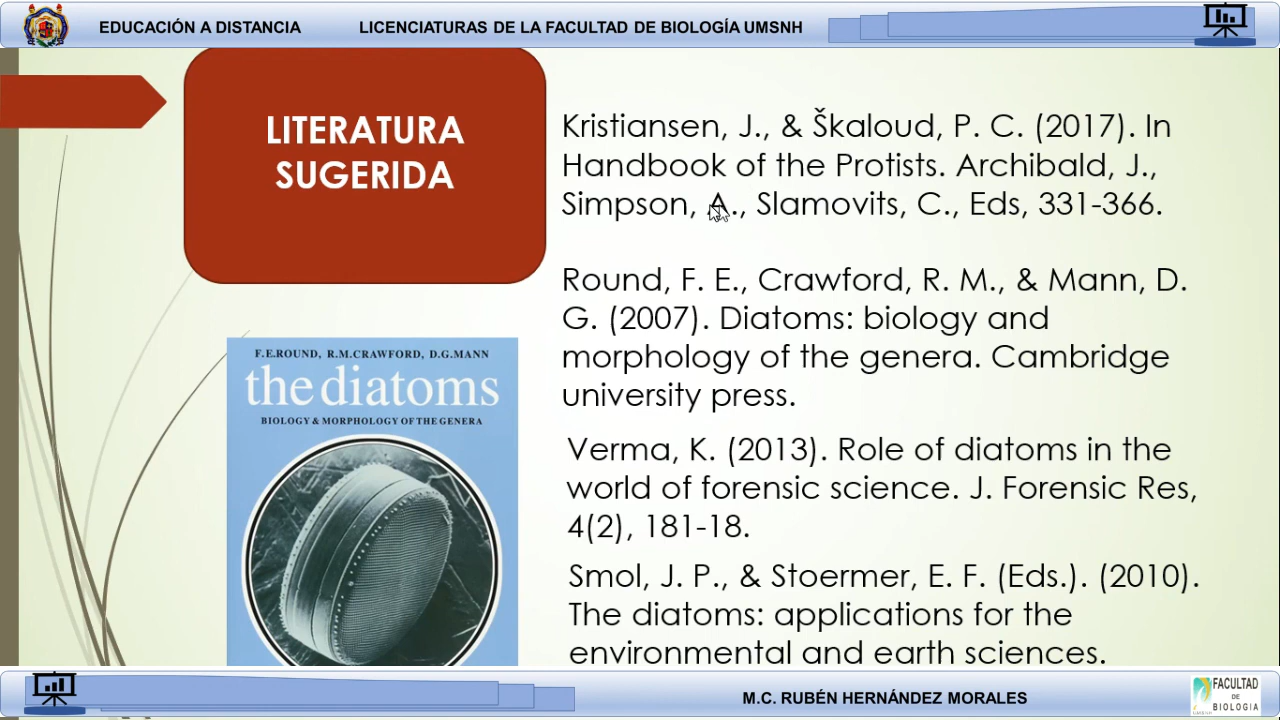 EDUCACIÓN A DISTANCIA
LICENCIATURAS DE LA FACULTAD DE BIOLOGÍA UMSNH
LITERATURA
SUGERIDA
Kristiansen, J., & Škaloud, P. C. (2017). In
Handbook of the Protists. Archibald, J.,
Simpson, A., Slamovits, C., Eds, 331-366.
Round, F. E., Crawford, R. M., & Mann, D.
G. (2007). Diatoms: biology and
morphology of the genera. Cambridge
university press.
Verma, K. (2013). Role of diatoms in the
world of forensic science. J. Forensic Res,
4(2), 181-18.
Smol, J. P., & Stoermer, E. F. (Eds.). (2010).
The diatoms: applications for the
environmental and earth sciences.
F.E.ROUND, R.M.CRAWFORD, D.G.MANN
the diatoms
BIOLOGY & MORPHOLOGY OF THE GENERA
M.C. RUBÉN HERNÁNDEZ MORALES
FACULTAD
DE
BIOLOGIA